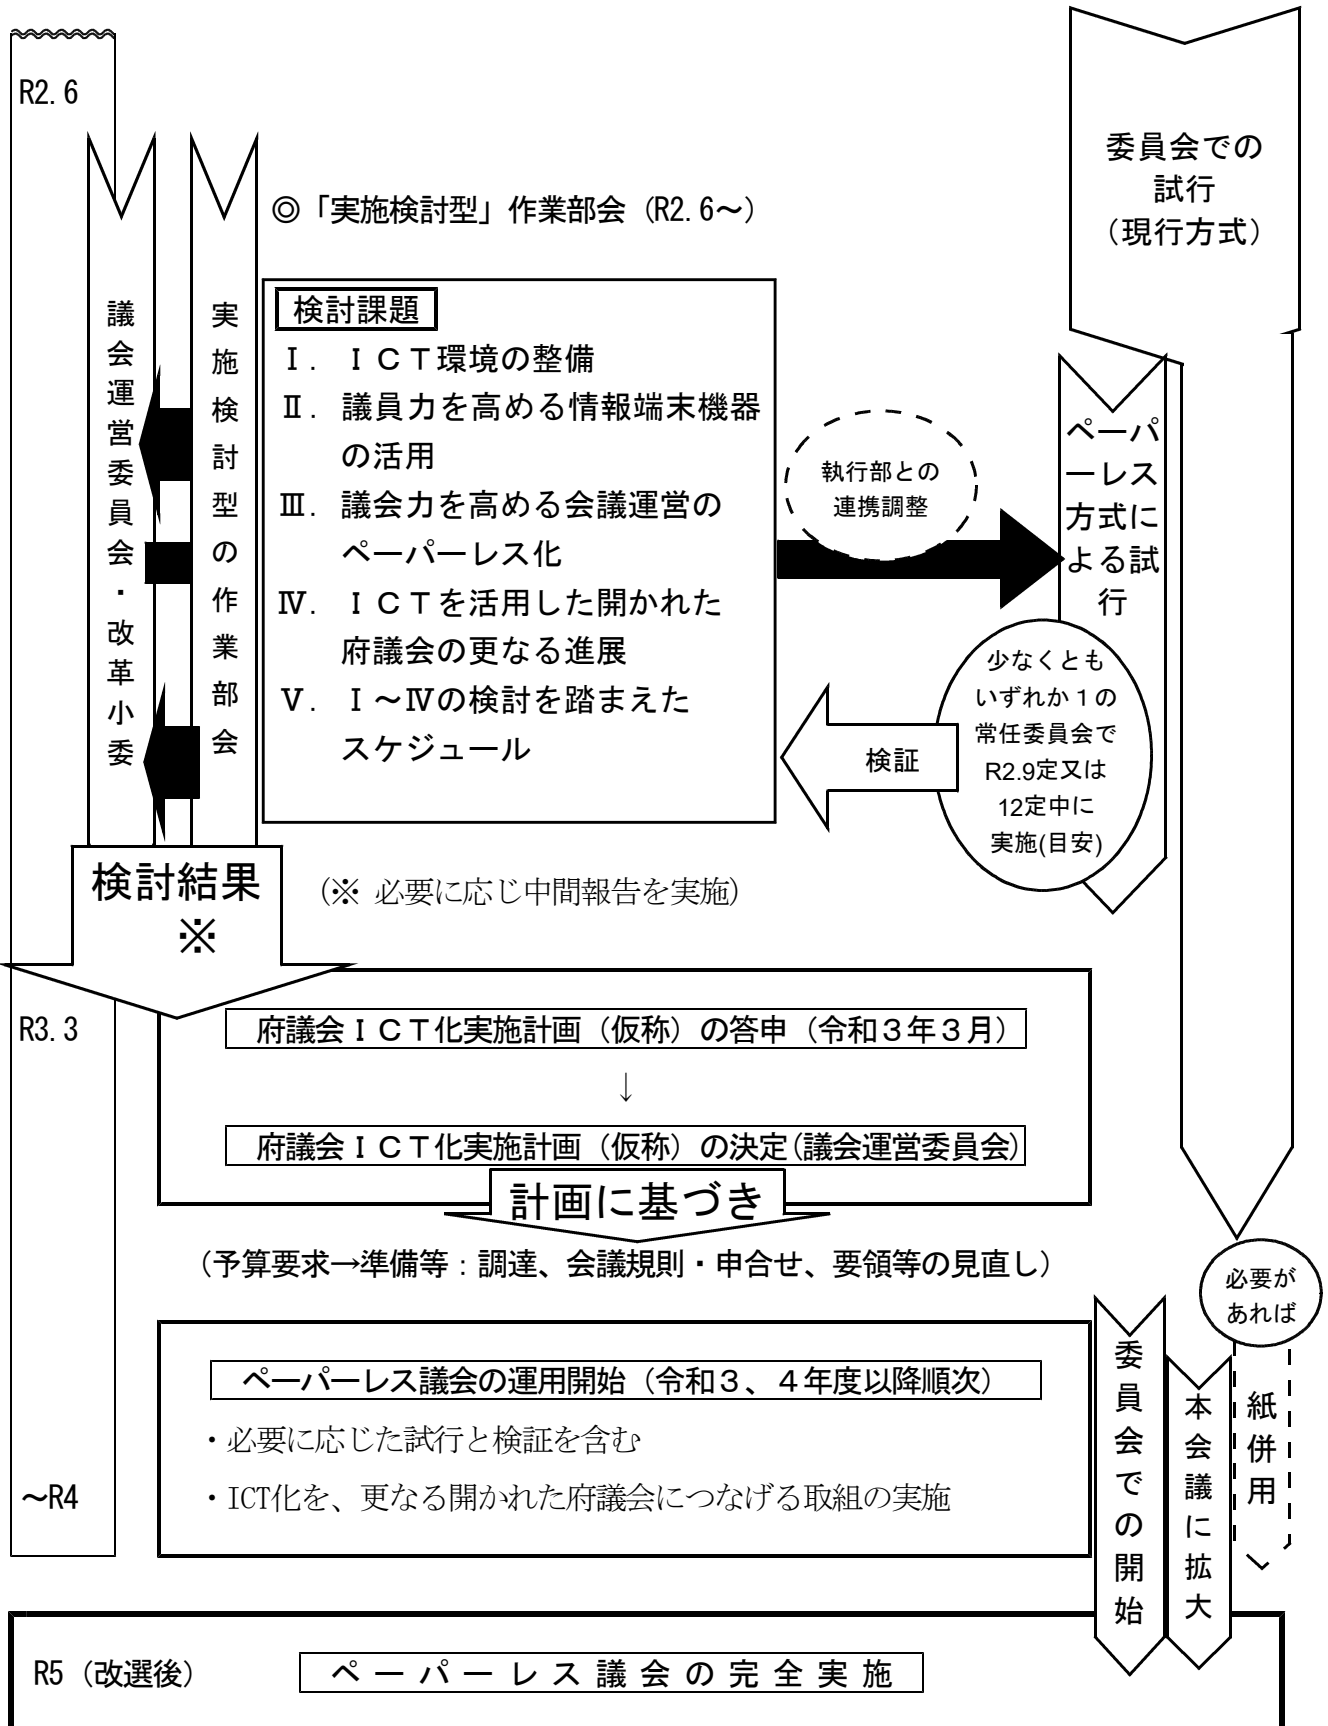 R2.6
委員会での
試行
（現行方式）
◎「実施検討型」作業部会（R2.6～）
議会運営委員会・改革小委
実施検討型の作業部会
検討課題
Ⅰ．ＩＣＴ環境の整備
Ⅱ．議員力を高める情報端末機器
の活用
Ⅲ．議会力を高める会議運営の
ペーパーレス化
Ⅳ．ＩＣＴを活用した開かれた
府議会の更なる進展
Ⅴ．Ⅰ～Ⅳの検討を踏まえた
スケジュール
執行部との
連携調整
ペーパ
ーレス
方式に
よる試
行
少なくとも
いずれか１の
常任委員会で
R2.9定又は
12定中に
実施(目安)
検証
検討結果
※
（※ 必要に応じ中間報告を実施）
R3.3
府議会ＩＣＴ化実施計画（仮称）の答申（令和３年３月）
↓
府議会ＩＣＴ化実施計画（仮称）の決定(議会運営委員会)
計画に基づき
（予算要求→準備等：調達、会議規則・申合せ、要領等の見直し）
必要が
あれば
ペーパーレス議会の運用開始（令和３、４年度以降順次）
・必要に応じた試行と検証を含む
・ICT化を、更なる開かれた府議会につなげる取組の実施
～R4
委員会での開始
本会議に拡大
紙併用
R5（改選後）
ペーパーレス議会の完全実施